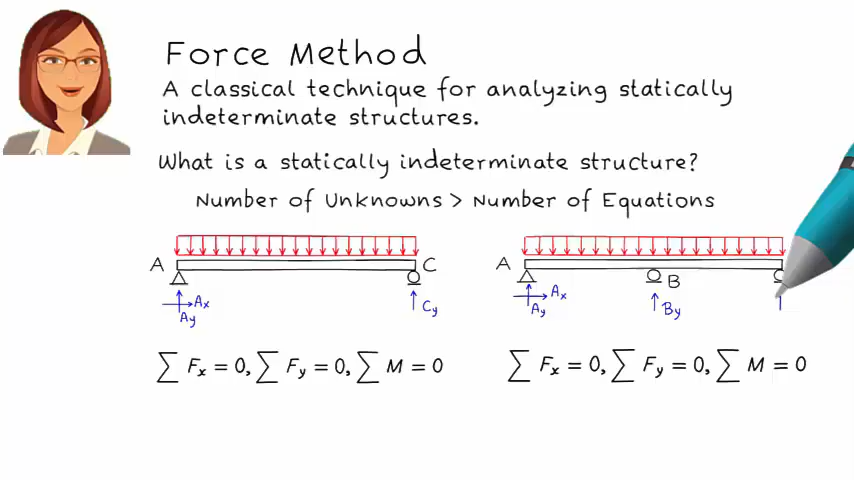 Force Method
A classical technique for analyzing statically
indeterminate structures.
What is a statically indeterminate structure?
Number of Unknowns > Number of Equations
A C
Ax
Ay
Cy
∑ Fx = 0, ∑ Fy = 0, ∑ M = 0
A
B
Ax
Ay
By
∑ Fx = 0, ∑ Fy = 0, ∑ M = 0